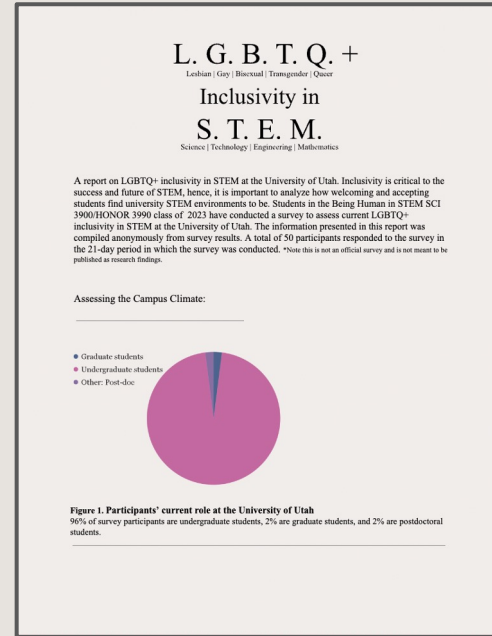 L. G. B. T. Q. +
Lesbian | Gay | Bisexual | Transgender | Queer
Inclusivity in
S. T. E. M.
Science | Technology | Engineering | Mathematics
A report on LGBTQ+ inclusivity in STEM at the University of Utah. Inclusivity is critical to the
success and future of STEM, hence, it is important to analyze how welcoming and accepting
students find university STEM environments to be. Students in the Being Human in STEM SCI
3900/HONOR 3990 class of 2023 have conducted a survey to assess current LGBTQ+
inclusivity in STEM at the University of Utah. The information presented in this report was
compiled anonymously from survey results. A total of 50 participants responded to the survey in
the 21-day period in which the survey was conducted. *Note this is not an official survey and is not meant to be
published as research findings.
Assessing the Campus Climate:
Graduate students
Undergraduate students
Other: Post-doc
Figure 1. Participants' current role at the University of Utah
96% of survey participants are undergraduate students, 2% are graduate students, and 2% are postdoctoral
students.